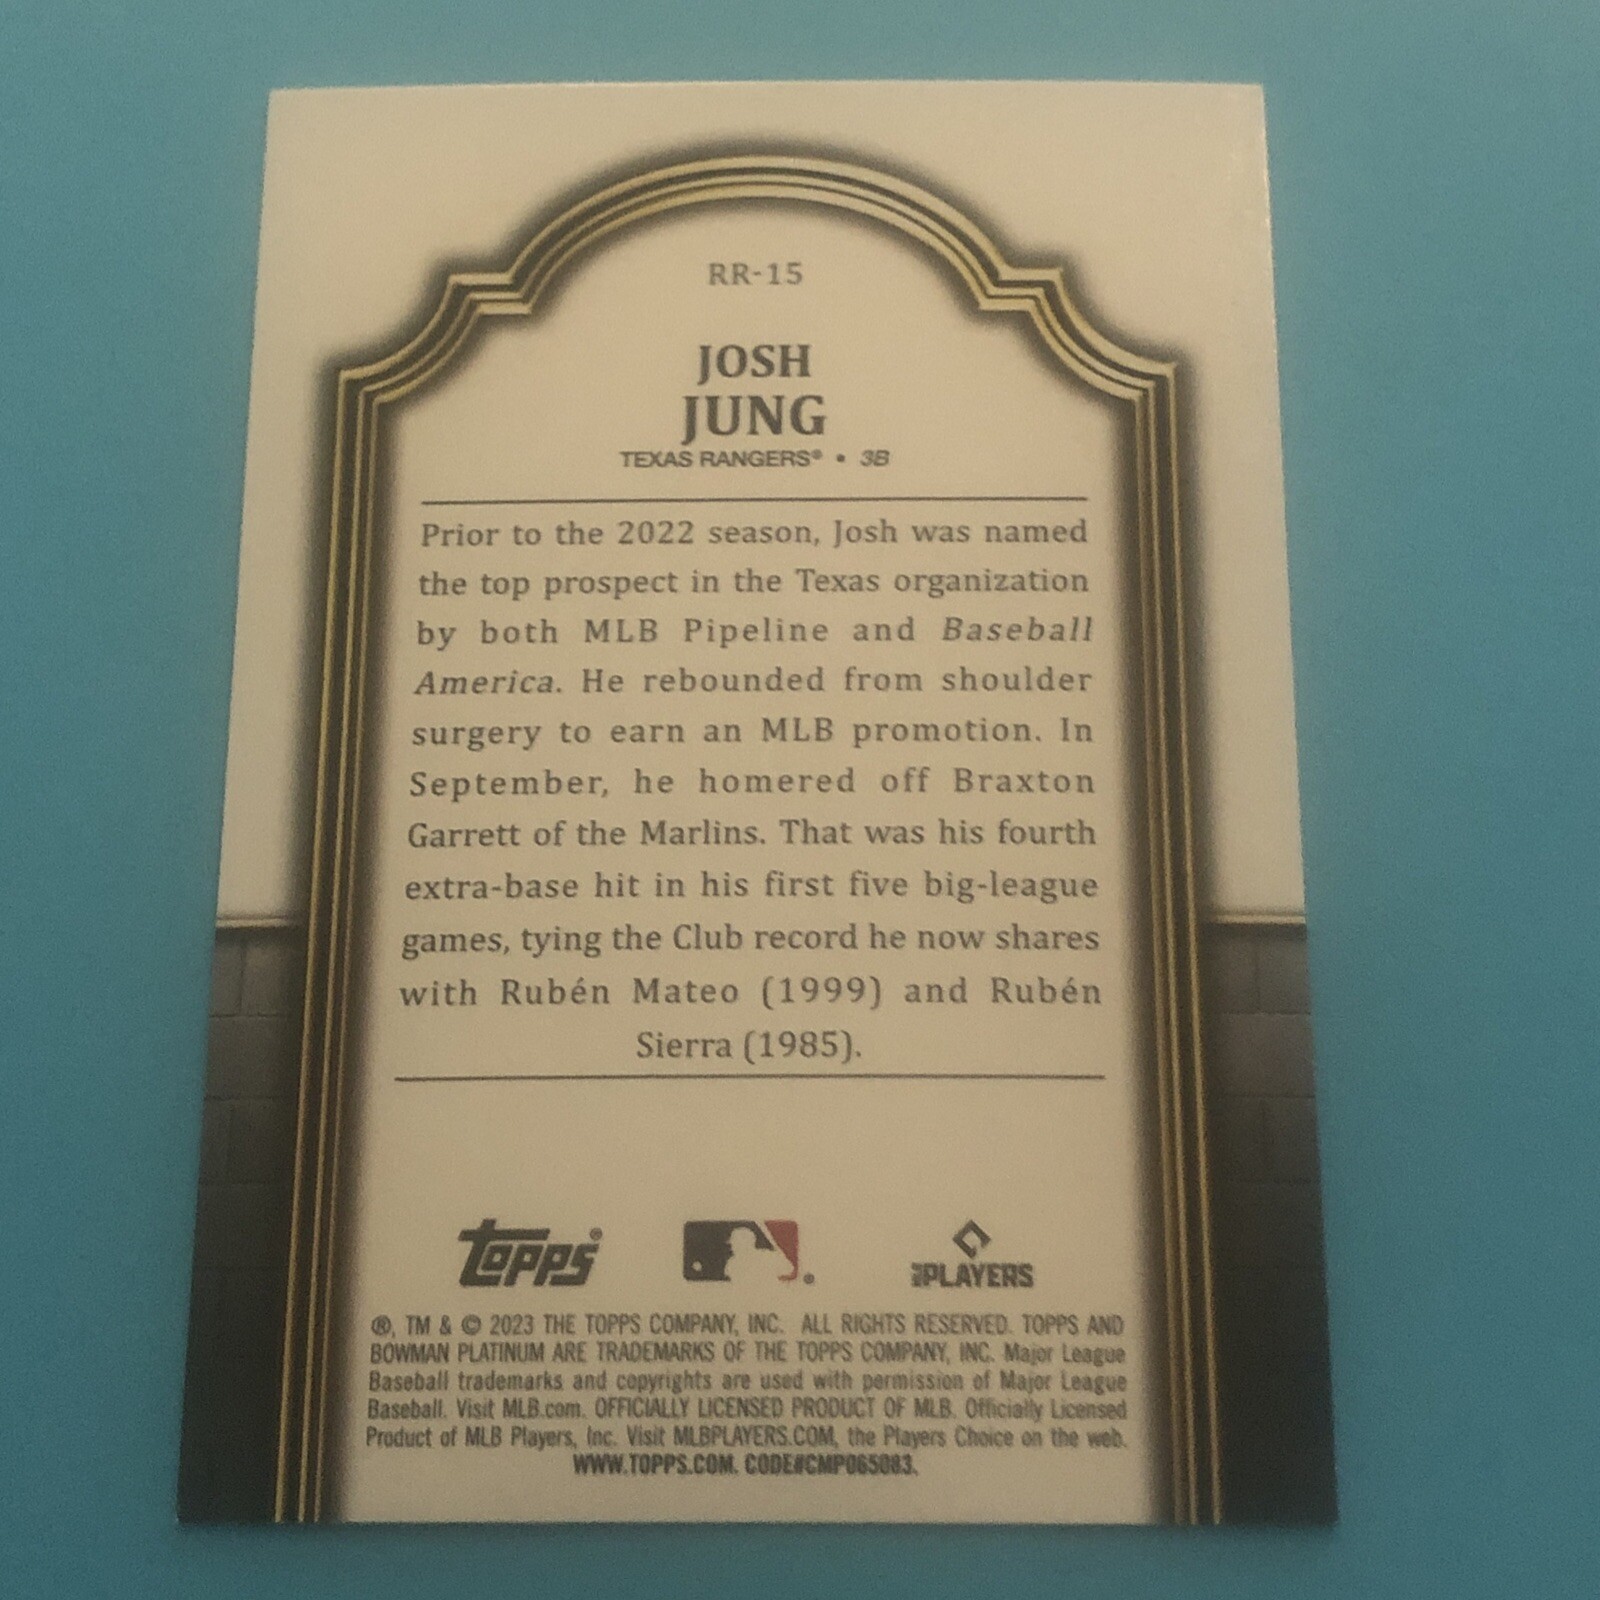 RR-15
JOSH
JUNG
TEXAS RANGERS® • 3B
Prior to the 2022 season, Josh was named
the top prospect in the Texas organization
by both MLB Pipeline and Baseball
America. He rebounded from shoulder
surgery to earn an MLB promotion. In
September, he homered off Braxton
Garrett of the Marlins. That was his fourth
extra-base hit in his first five big-league
games, tying the Club record he now shares
with Rubén Mateo (1999) and Rubén
Sierra (1985).
Topps® ® PLAYERS
®, TM & © 2023 THE TOPPS COMPANY, INC. ALL RIGHTS RESERVED. TOPPS AND
BOWMAN PLATINUM ARE TRADEMARKS OF THE TOPPS COMPANY, INC. Major League
Baseball trademarks and copyrights are used with permission of Major League
Baseball. Visit MLB.com. OFFICIALLY LICENSED PRODUCT OF MLB. Officially Licensed
Product of MLB Players, Inc. Visit MLBPLAYERS.COM, the Players Choice on the web.
WWW.TOPPS.COM. CODE#CMP065083.